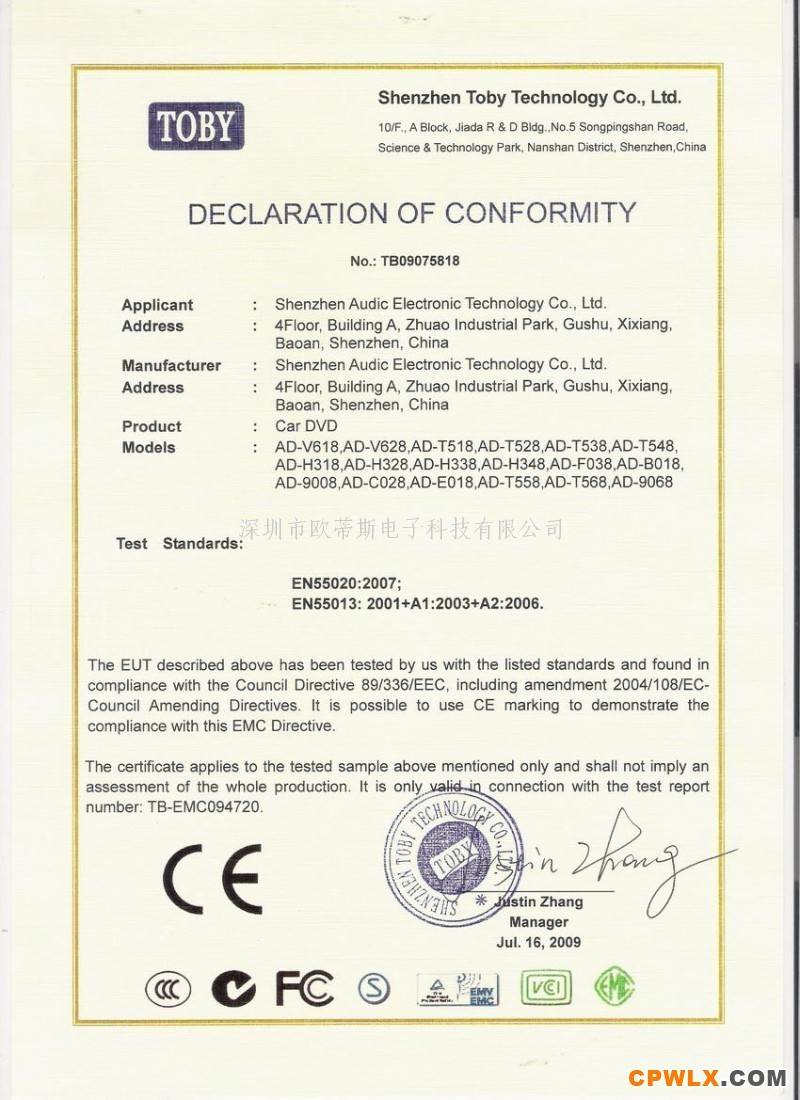 TOBY
Shenzhen Toby Technology Co., Ltd.
10/F., A Block, Jiada R & D Bldg.,No.5 Songpingshan Road,
Science & Technology Park, Nanshan District, Shenzhen,China
DECLARATION OF CONFORMITY
No.: TB09075818
Applicant : Shenzhen Audic Electronic Technology Co., Ltd.
Address : 4Floor, Building A, Zhuao Industrial Park, Gushu, Xixiang,
Baoan, Shenzhen, China
Manufacturer : Shenzhen Audic Electronic Technology Co., Ltd.
Address : 4Floor, Building A, Zhuao Industrial Park, Gushu, Xixiang,
Baoan, Shenzhen, China
Product : Car DVD
Models : AD-V618,AD-V628,AD-T518,AD-T528,AD-T538,AD-T548,
AD-H318,AD-H328,AD-H338,AD-H348,AD-F038,AD-B018,
AD-9008,AD-C028,AD-E018,AD-T558,AD-T568,AD-9068
深圳市欧蒂斯电子科技有限公司
Test Standards:
EN55020:2007;
EN55013: 2001+A1:2003+A2:2006.
The EUT described above has been tested by us with the listed standards and found in
compliance with the Council Directive 89/336/EEC, including amendment 2004/108/EC-
Council Amending Directives. It is possible to use CE marking to demonstrate the
compliance with this EMC Directive.
The certificate applies to the tested sample above mentioned only and shall not imply an
assessment of the whole production. It is only valid in connection with the test report
number: TB-EMC094720.
CE
SHENZHEN TOBY TECHNOLOGY CO., LTD.
TOBY
Justin Zhang
Justin Zhang
Manager
Jul. 16, 2009
CCC
FC
S
EMV
EMC
VCI
EMC
CPWLX.COM